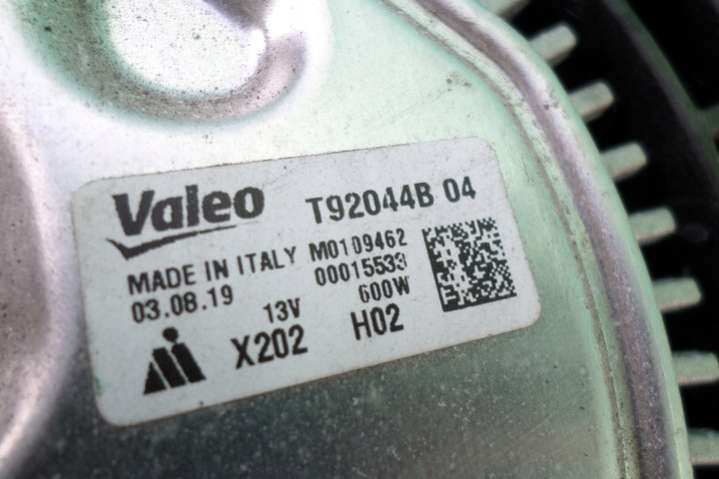 Valeo T92044B 04
MADE IN ITALY M0109462
03.08.19 00015533
13V 600W
X202 H02